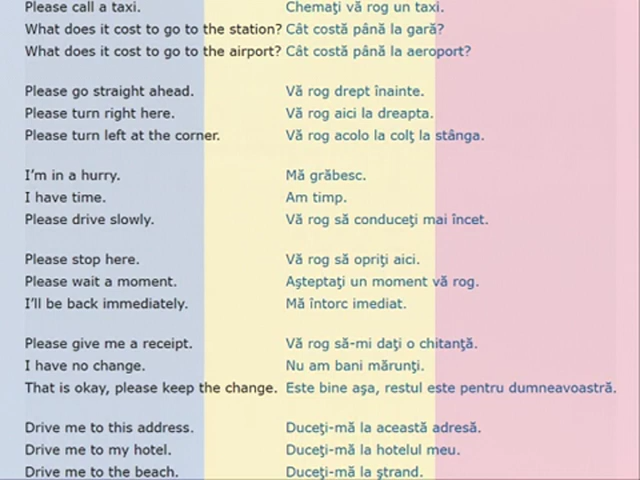 Please call a taxi. Chemaţi vă rog un taxi.
What does it cost to go to the station? Cât costă până la gară?
What does it cost to go to the airport? Cât costă până la aeroport?
Please go straight ahead. Vă rog drept înainte.
Please turn right here. Vă rog aici la dreapta.
Please turn left at the corner. Vă rog acolo la colţ la stânga.
I'm in a hurry. Mă grăbesc.
I have time. Am timp.
Please drive slowly. Vă rog să conduceţi mai încet.
Please stop here. Vă rog să opriţi aici.
Please wait a moment. Aşteptaţi un moment vă rog.
I'll be back immediately. Mă întorc imediat.
Please give me a receipt. Vă rog să-mi daţi o chitanţă.
I have no change. Nu am bani mărunţi.
That is okay, please keep the change. Este bine aşa, restul este pentru dumneavoastră.
Drive me to this address. Duceţi-mă la această adresă.
Drive me to my hotel. Duceţi-mă la hotelul meu.
Drive me to the beach. Duceţi-mă la ştrand.